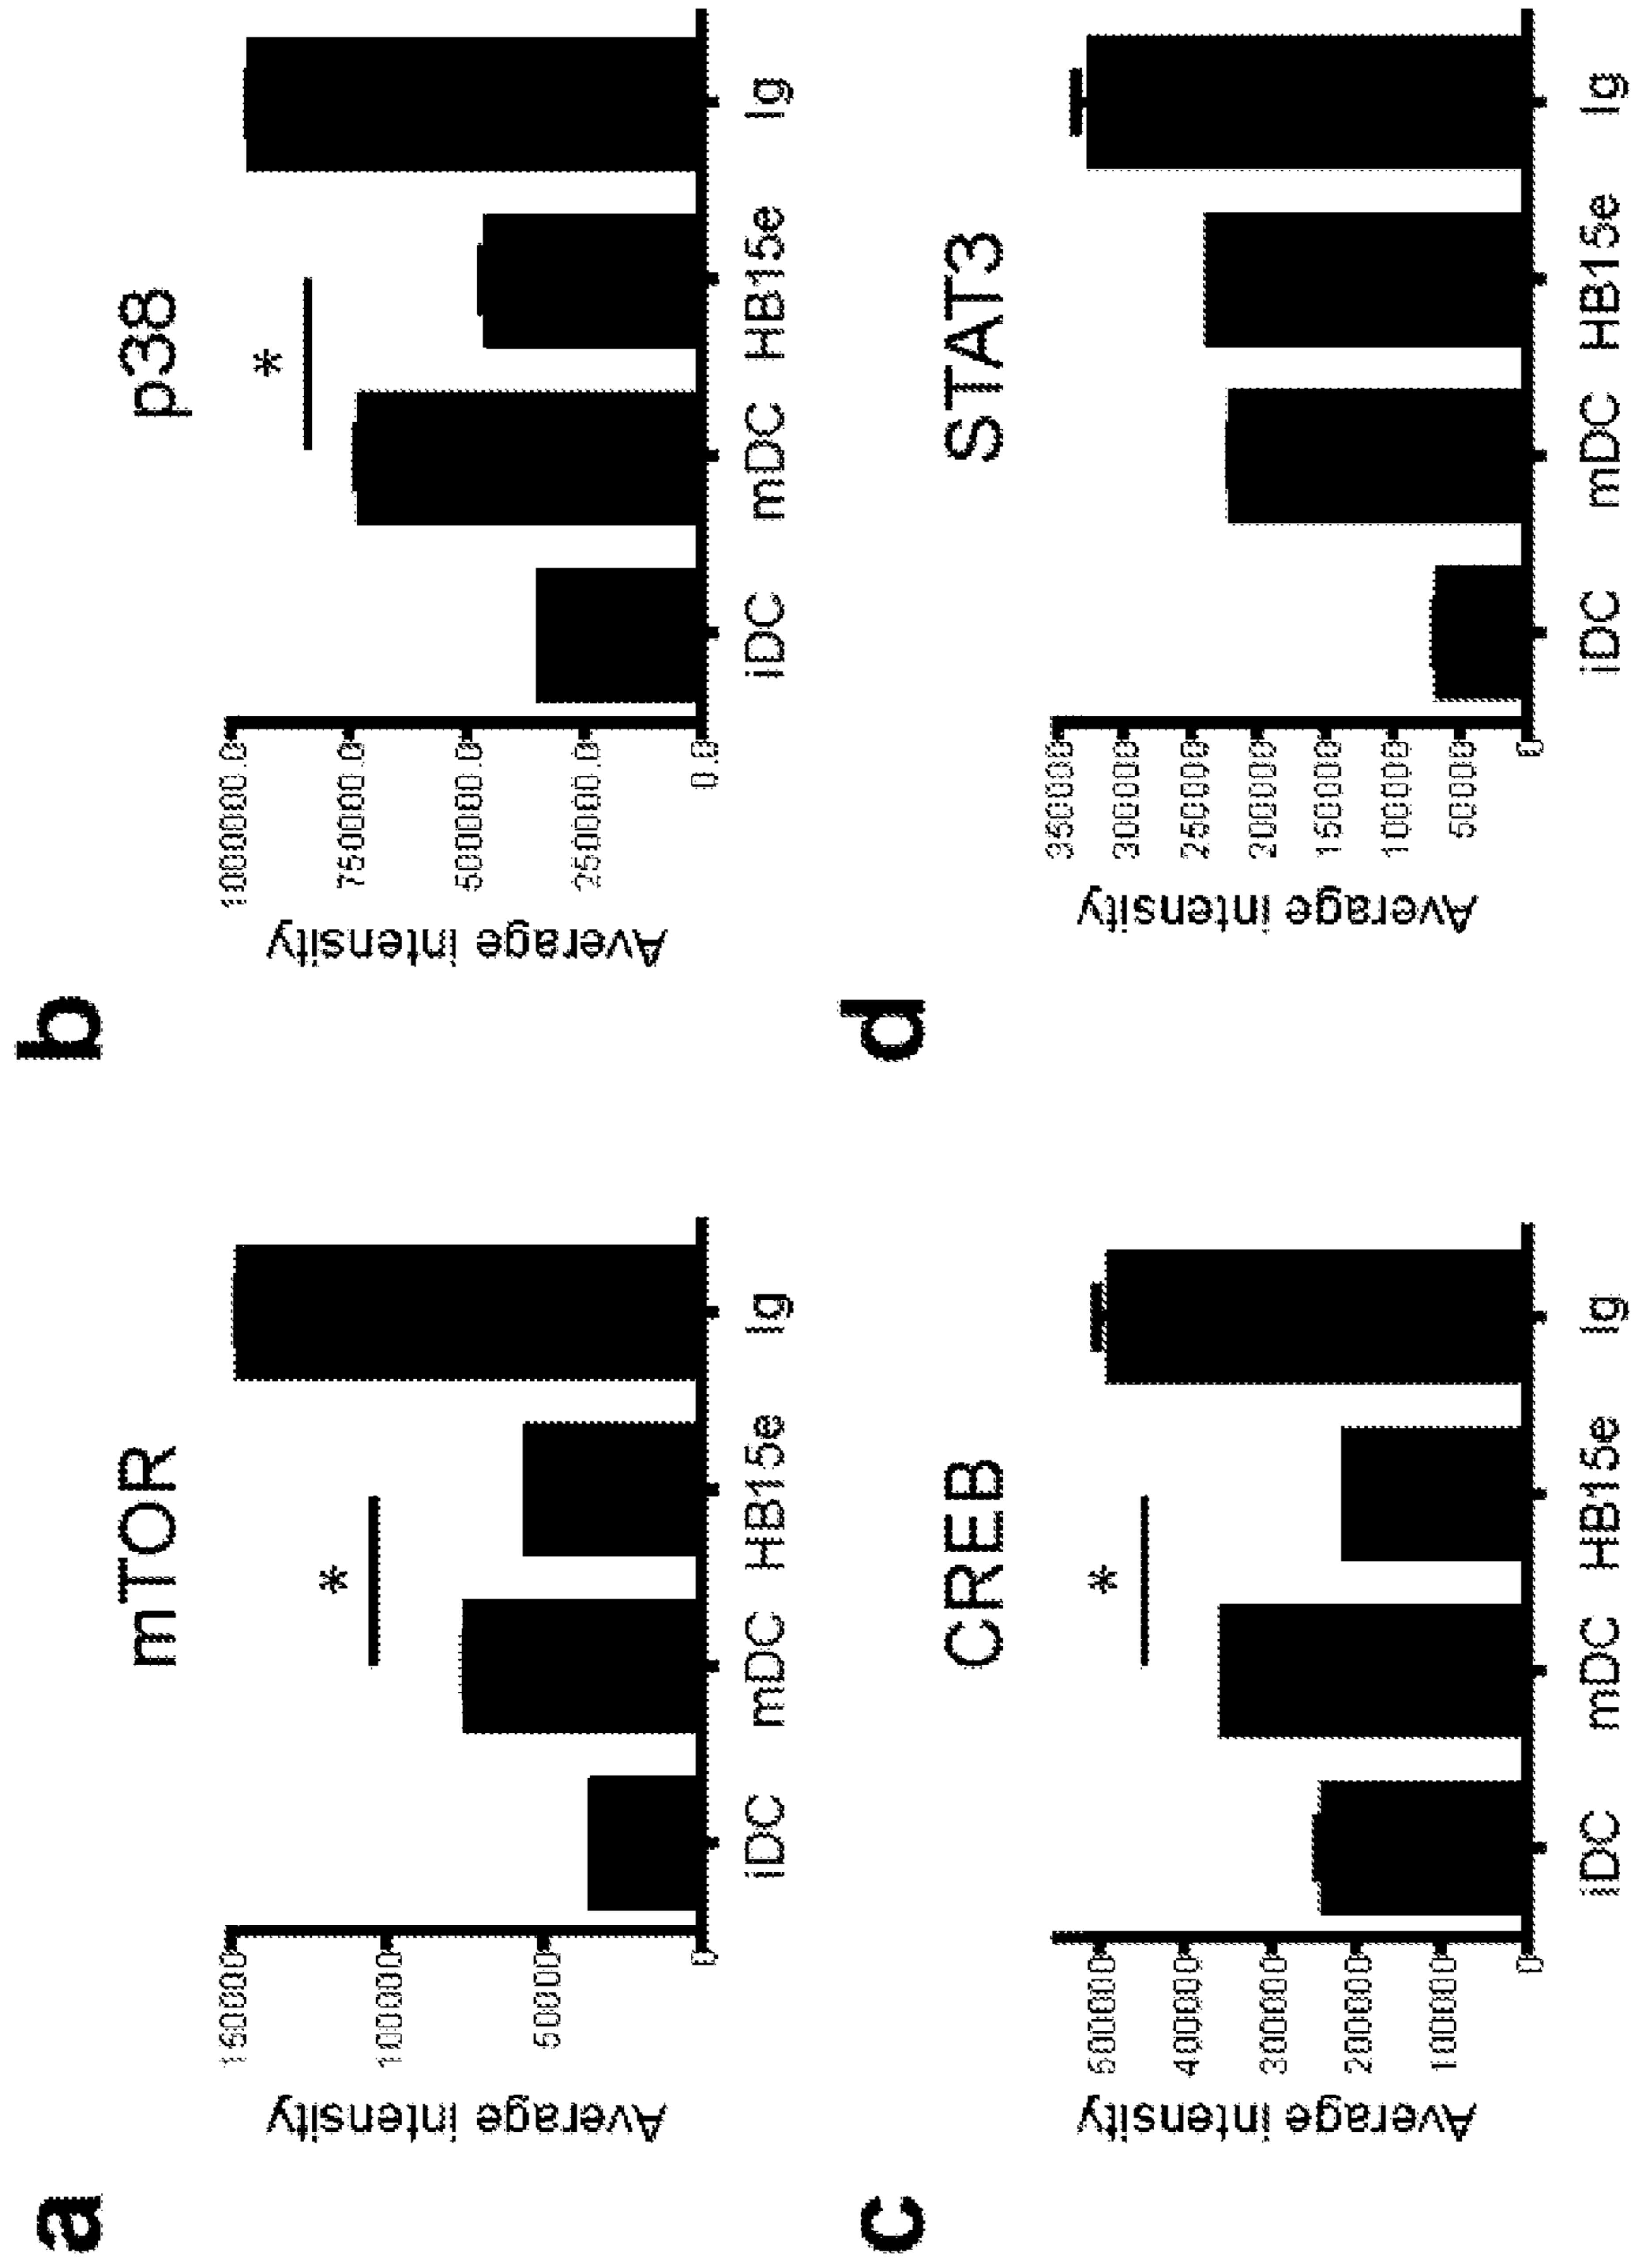 a
mTOR
Average intensity
150000
100000
50000
0
*
iDC mDC HB15e Ig
b
p38
Average intensity
1000000.0
750000.0
500000.0
250000.0
0.0
*
iDC mDC HB15e Ig
c
CREB
Average intensity
500000
400000
300000
200000
100000
0
*
iDC mDC HB15e Ig
d
STAT3
Average intensity
350000
300000
250000
200000
150000
100000
50000
0
iDC mDC HB15e Ig